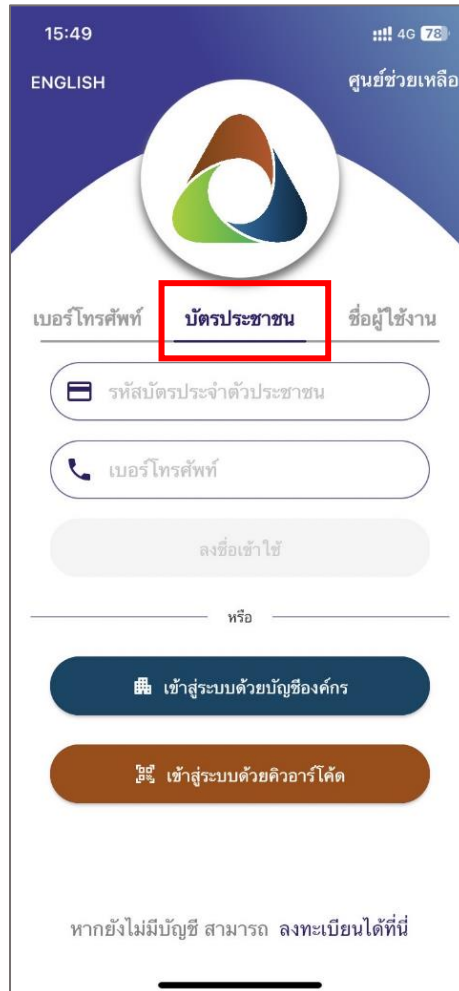 15:49 4G 78
ENGLISH ศูนย์ช่วยเหลือ
เบอร์โทรศัพท์ บัตรประชาชน ชื่อผู้ใช้งาน
รหัสบัตรประจำตัวประชาชน
เบอร์โทรศัพท์
ลงชื่อเข้าใช้
หรือ
เข้าสู่ระบบด้วยบัญชีองค์กร
เข้าสู่ระบบด้วยคิวอาร์โค้ด
หากยังไม่มีบัญชี สามารถ ลงทะเบียนได้ที่นี่